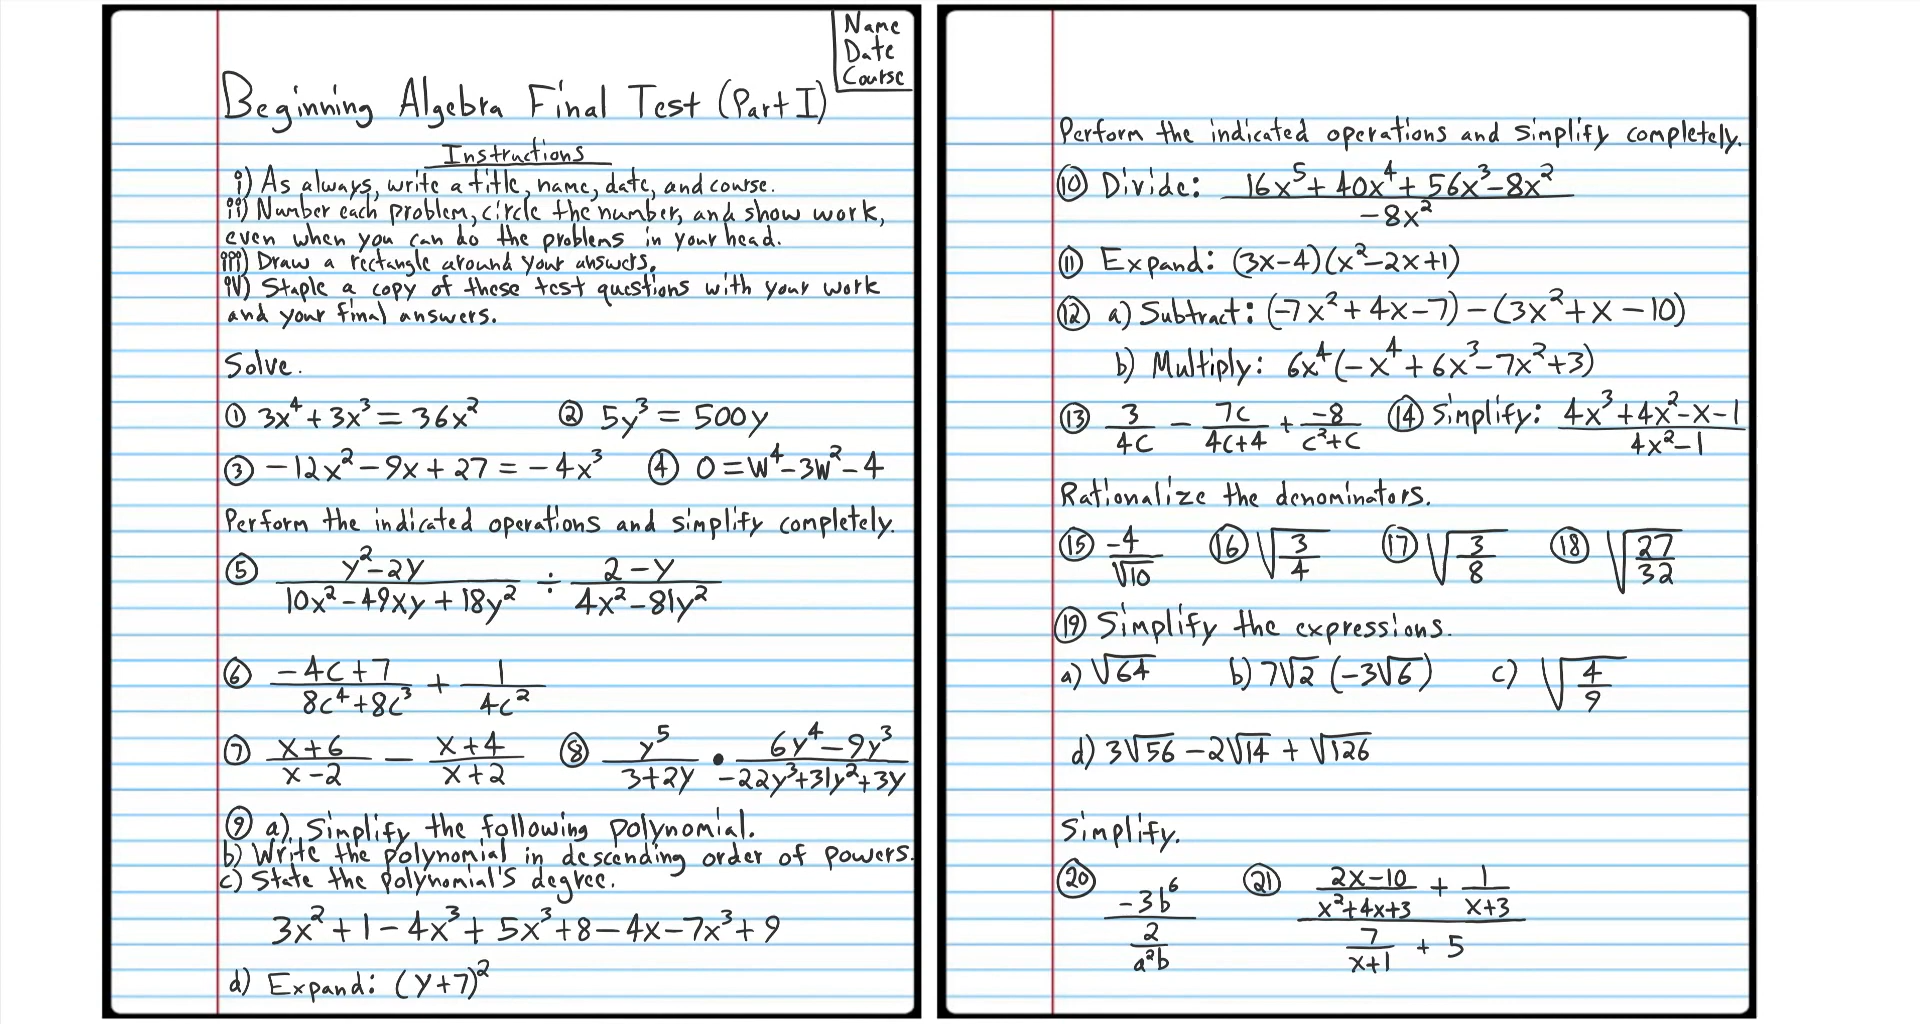 Name
Date
Course
Beginning Algebra Final Test (Part I)
Instructions
i) As always, write a title, name, date, and course.
ii) Number each problem, circle the number, and show work,
even when you can do the problems in your head.
iii) Draw a rectangle around your answers.
iv) Staple a copy of these test questions with your work
and your final answers.
Solve.
① 3x⁴ + 3x³ = 36x² ② 5y³ = 500y
③ −12x² − 9x + 27 = −4x³ ④ 0 = w⁴ − 3w² − 4
Perform the indicated operations and simplify completely.
⑤ (y² − 2y)/(10x² − 49xy + 18y²) ÷ (2 − y)/(4x² − 81y²)
⑥ (−4c + 7)/(8c⁴ + 8c³) + 1/(4c²)
⑦ (x + 6)/(x − 2) − (x + 4)/(x + 2) ⑧ y⁵/(3 + 2y) • (6y⁴ − 9y³)/(−22y³ + 31y² + 3y)
⑨ a) Simplify the following polynomial.
b) Write the polynomial in descending order of powers.
c) State the polynomial's degree.
3x² + 1 − 4x³ + 5x³ + 8 − 4x − 7x³ + 9
d) Expand: (y + 7)²
Perform the indicated operations and simplify completely.
⑩ Divide: (16x⁵ + 40x⁴ + 56x³ − 8x²)/(−8x²)
⑪ Expand: (3x − 4)(x² − 2x + 1)
⑫ a) Subtract: (−7x² + 4x − 7) − (3x² + x − 10)
b) Multiply: 6x⁴(−x⁴ + 6x³ − 7x² + 3)
⑬ 3/(4c) − 7c/(4c + 4) + −8/(c² + c) ⑭ Simplify: (4x³ + 4x² − x − 1)/(4x² − 1)
Rationalize the denominators.
⑮ −4/√10 ⑯ √(3/4) ⑰ √(3/8) ⑱ √(27/32)
⑲ Simplify the expressions.
a) √64 b) 7√2 (−3√6) c) √(4/9)
d) 3√56 − 2√14 + √126
Simplify.
⑳ (−3b⁶)/(2/(a²b)) ㉑ ((2x − 10)/(x² + 4x + 3) + 1/(x + 3))/(7/(x + 1) + 5)